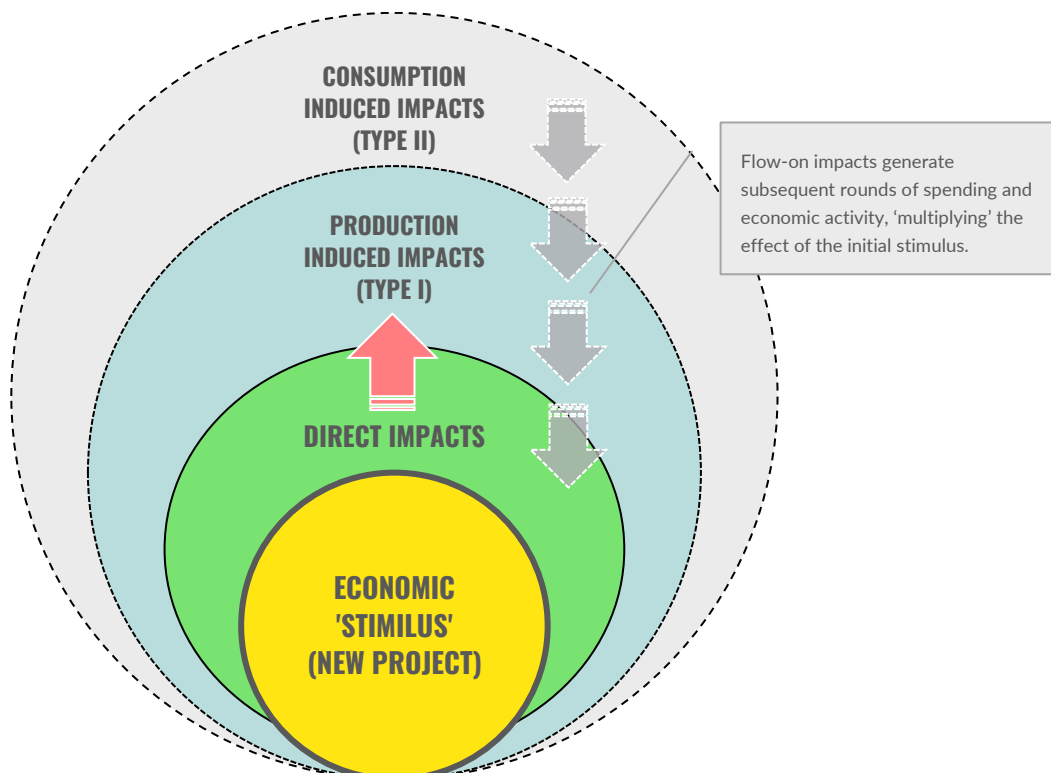 CONSUMPTION
INDUCED IMPACTS
(TYPE II)
Flow-on impacts generate
subsequent rounds of spending and
economic activity, ‘multiplying’ the
effect of the initial stimulus.
PRODUCTION
INDUCED IMPACTS
(TYPE I)
DIRECT IMPACTS
ECONOMIC
'STIMILUS'
(NEW PROJECT)